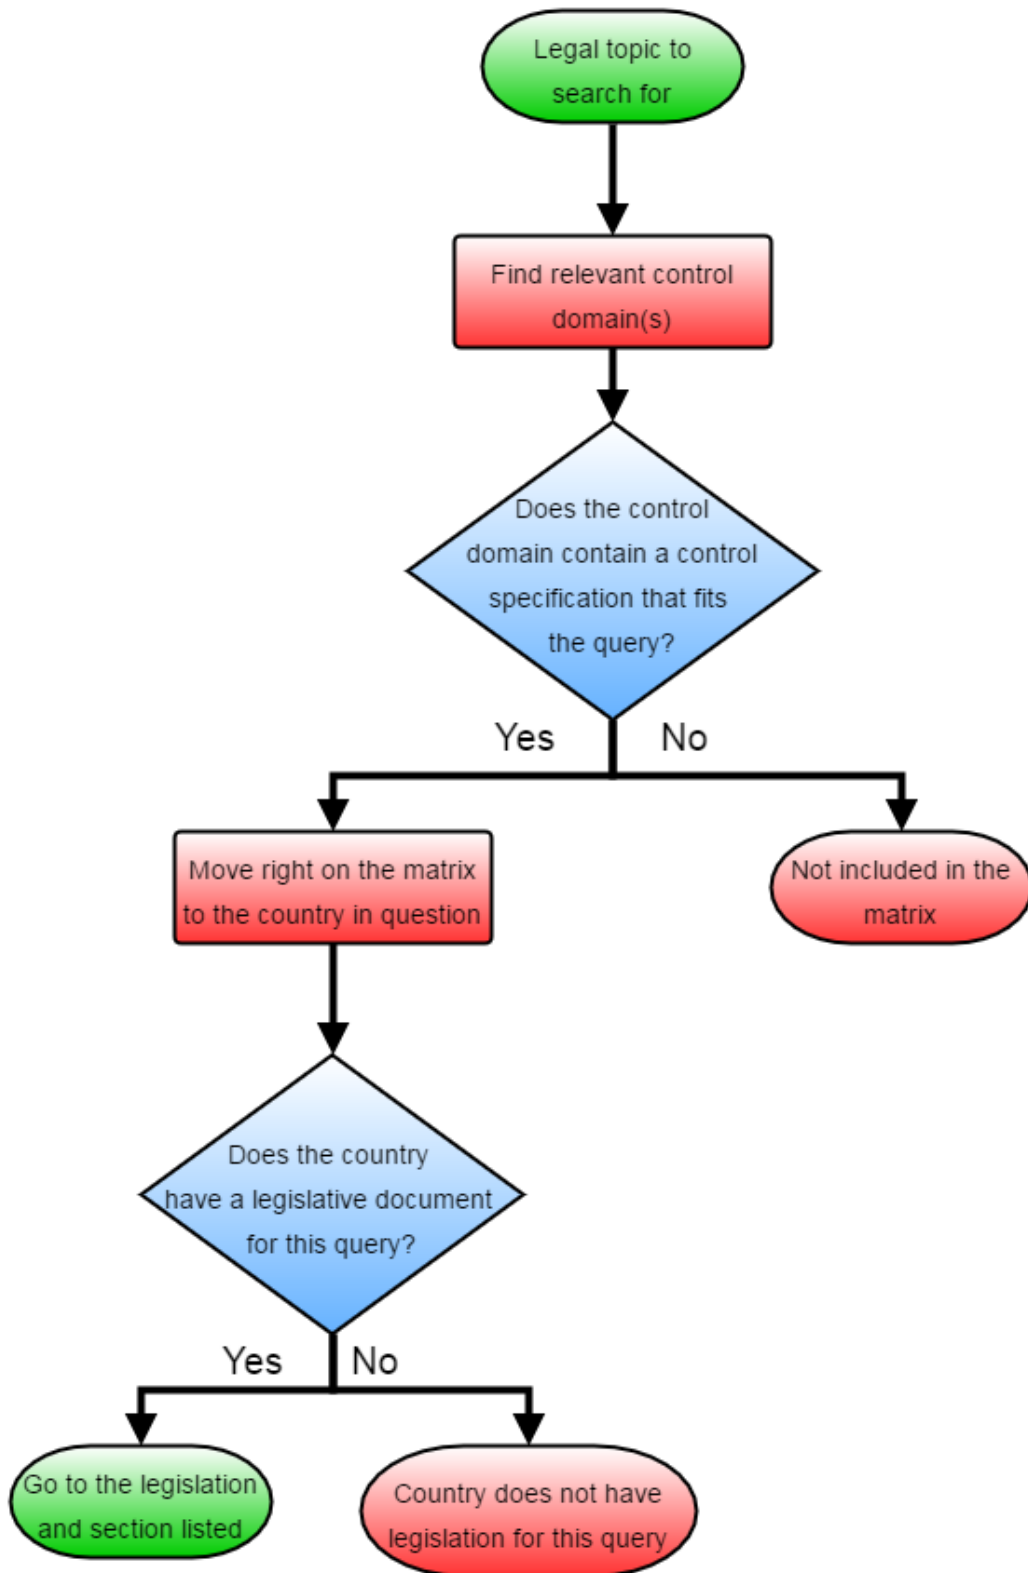 Legal topic to
search for
Find relevant control
domain(s)
Does the control
domain contain a control
specification that fits
the query?
Yes
No
Move right on the matrix
to the country in question
Not included in the
matrix
Does the country
have a legislative document
for this query?
Yes
No
Go to the legislation
and section listed
Country does not have
legislation for this query